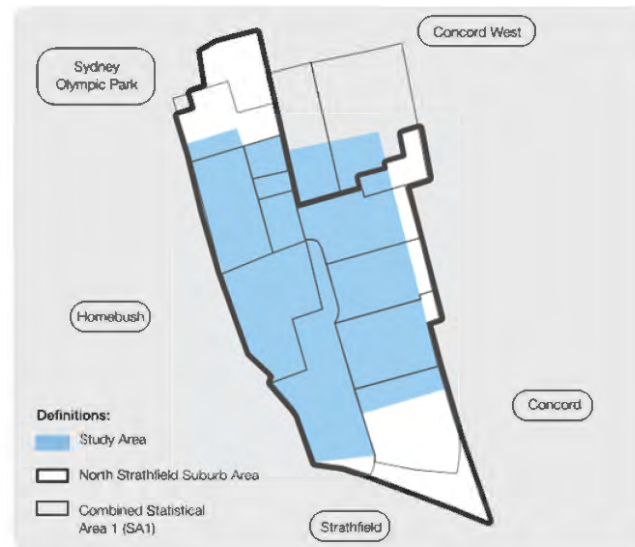 Concord West
Sydney
Olympic Park
Homebush
Concord
Definitions:
Study Area
North Strathfield Suburb Area
Combined Statistical
Area 1 (SA1)
Strathfield